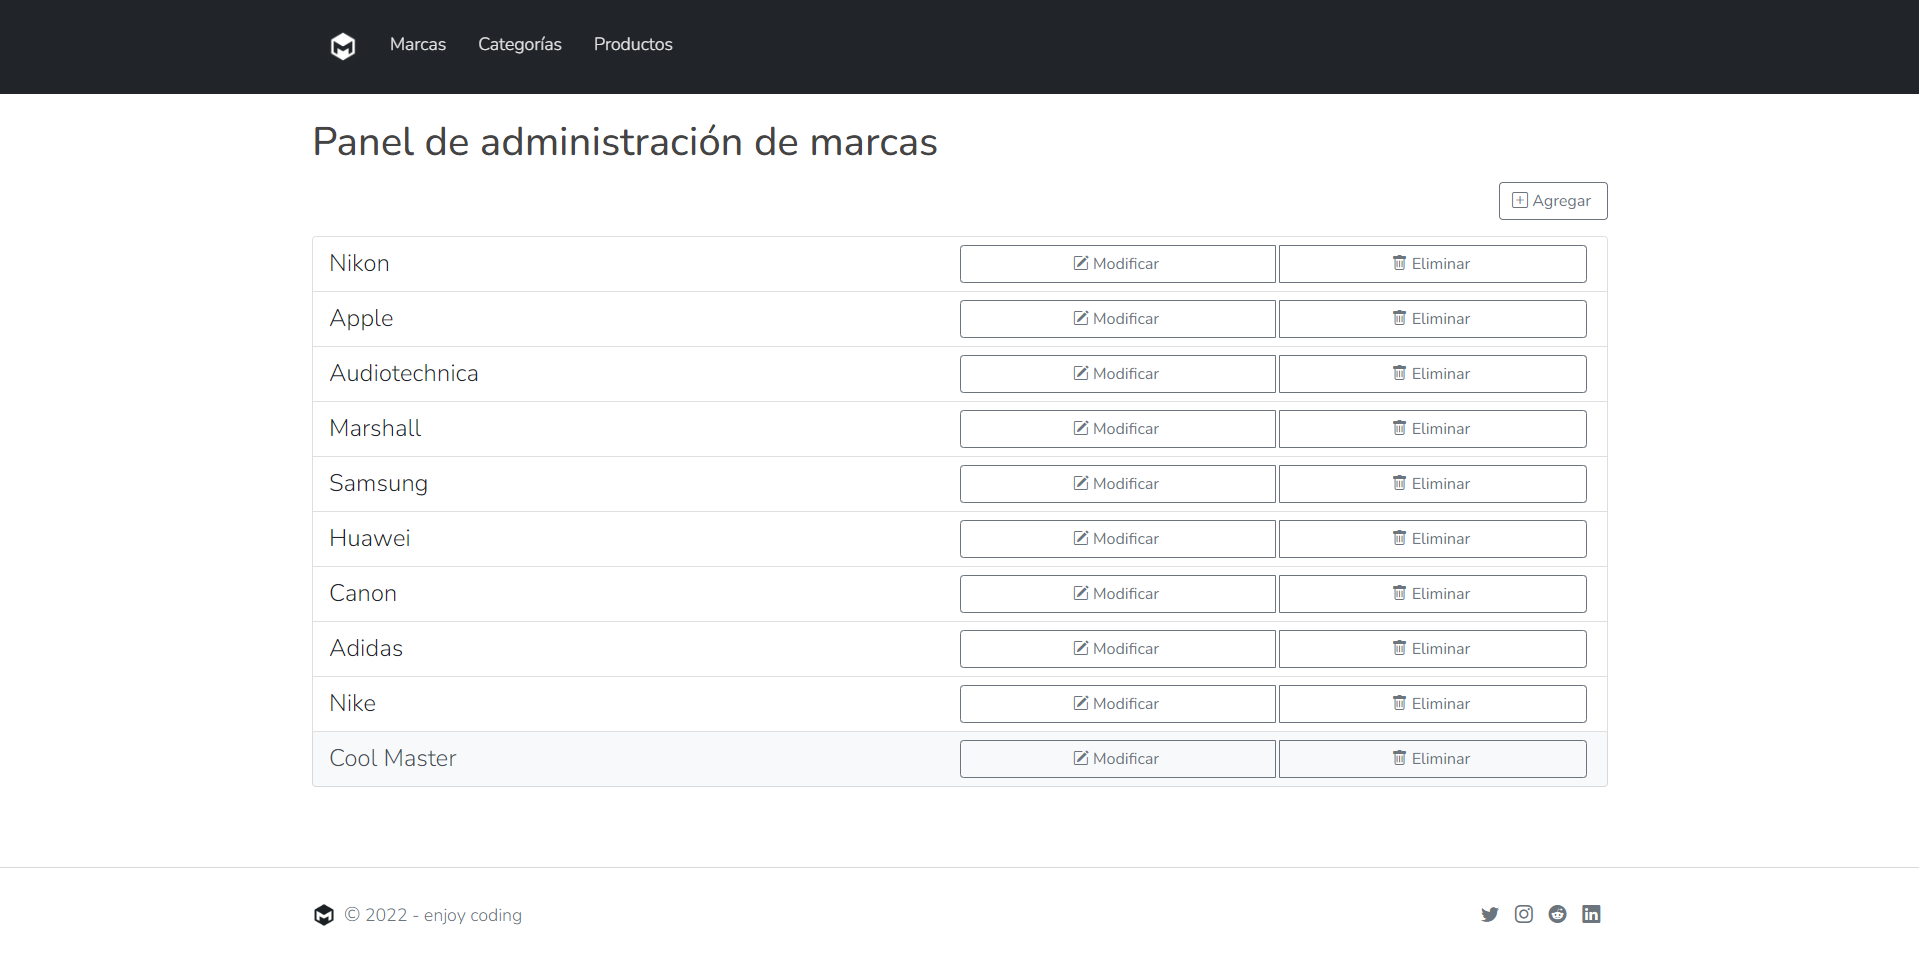 Marcas Categorías Productos
Panel de administración de marcas
Agregar
Nikon Modificar Eliminar
Apple Modificar Eliminar
Audiotechnica Modificar Eliminar
Marshall Modificar Eliminar
Samsung Modificar Eliminar
Huawei Modificar Eliminar
Canon Modificar Eliminar
Adidas Modificar Eliminar
Nike Modificar Eliminar
Cool Master Modificar Eliminar
© 2022 - enjoy coding